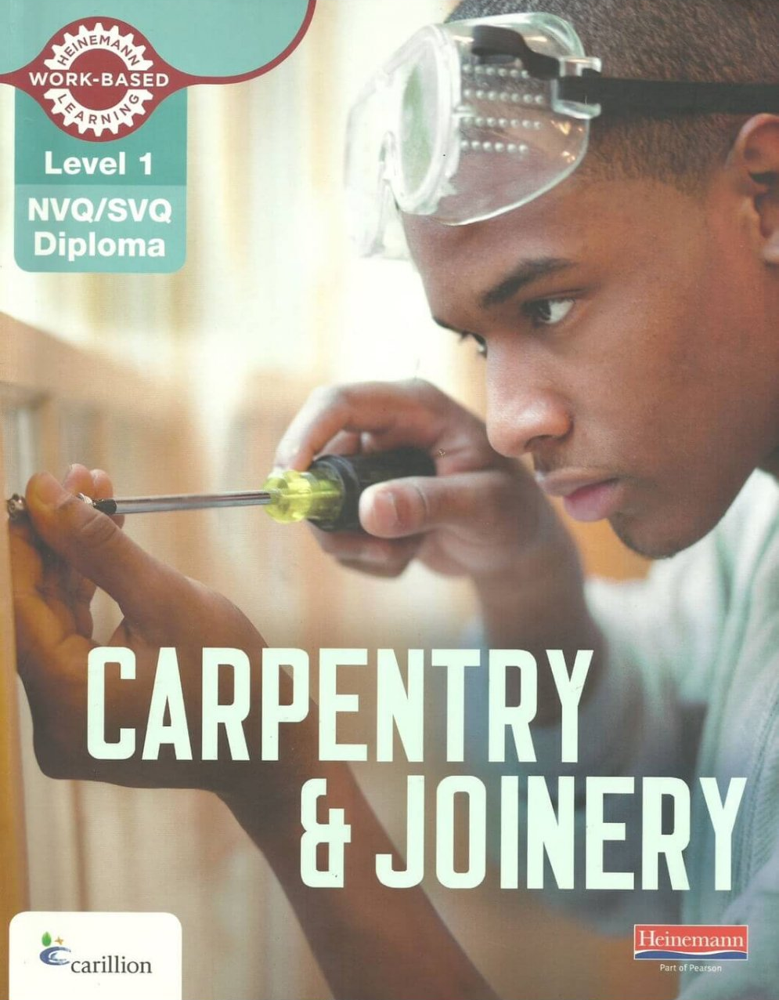 HEINEMANN
WORK-BASED
LEARNING
Level 1
NVQ/SVQ
Diploma
CARPENTRY
& JOINERY
carillion
Heinemann
Part of Pearson